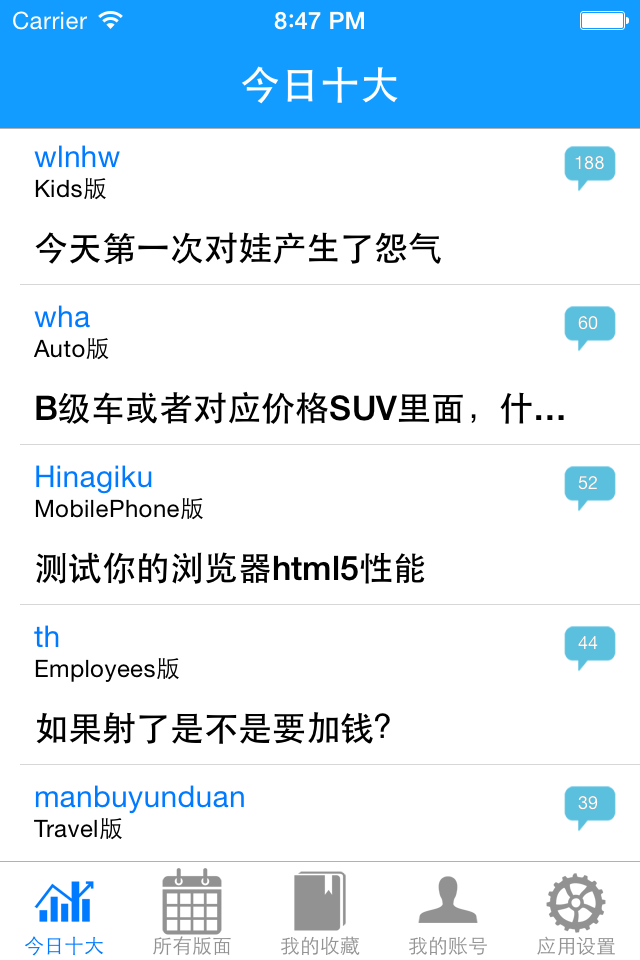 Carrier 8:47 PM
今日十大
wlnhw 188
Kids版
今天第一次对娃产生了怨气
wha 60
Auto版
B级车或者对应价格SUV里面，什...
Hinagiku 52
MobilePhone版
测试你的浏览器html5性能
th 44
Employees版
如果射了是不是要加钱?
manbuyunduan 39
Travel版
今日十大 所有版面 我的收藏 我的账号 应用设置